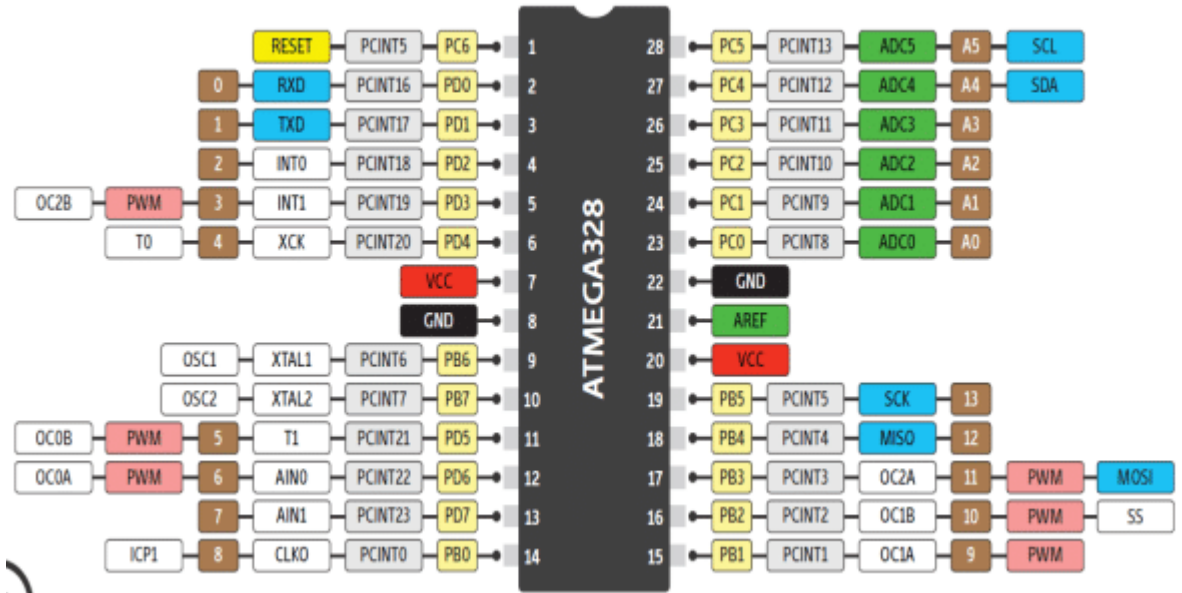 RESET PCINT5 PC6 1 28 PC5 PCINT13 ADC5 A5 SCL
0 RXD PCINT16 PD0 2 27 PC4 PCINT12 ADC4 A4 SDA
1 TXD PCINT17 PD1 3 26 PC3 PCINT11 ADC3 A3
2 INT0 PCINT18 PD2 4 25 PC2 PCINT10 ADC2 A2
OC2B PWM 3 INT1 PCINT19 PD3 5 24 PC1 PCINT9 ADC1 A1
T0 4 XCK PCINT20 PD4 6 23 PC0 PCINT8 ADC0 A0
VCC 7 22 GND
GND 8 21 AREF
OSC1 XTAL1 PCINT6 PB6 9 20 VCC
OSC2 XTAL2 PCINT7 PB7 10 19 PB5 PCINT5 SCK 13
OC0B PWM 5 T1 PCINT21 PD5 11 18 PB4 PCINT4 MISO 12
OC0A PWM 6 AIN0 PCINT22 PD6 12 17 PB3 PCINT3 OC2A 11 PWM MOSI
7 AIN1 PCINT23 PD7 13 16 PB2 PCINT2 OC1B 10 PWM SS
ICP1 8 CLKO PCINT0 PB0 14 15 PB1 PCINT1 OC1A 9 PWM
ATMEGA328